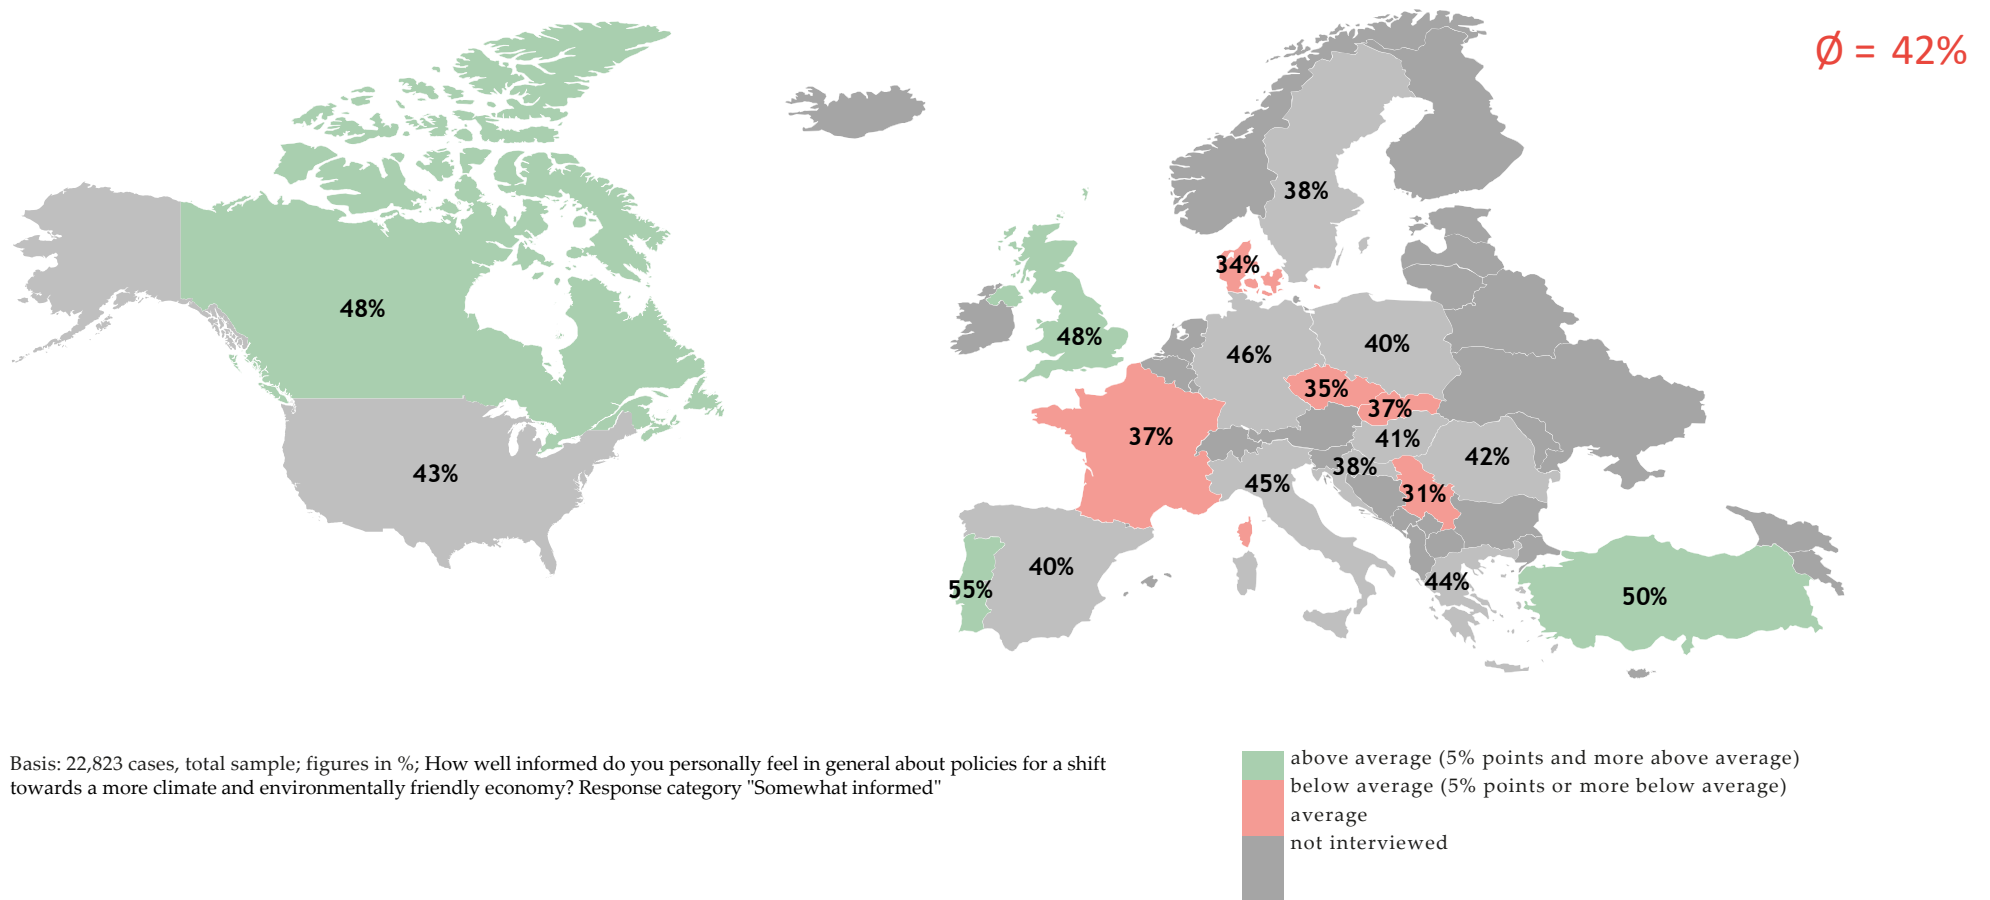 Ø = 42%
38%
34%
48%
48%
46%
40%
35%
37%
37%
41%
42%
38%
43%
45%
31%
40%
55%
44%
50%
Basis: 22,823 cases, total sample; figures in %; How well informed do you personally feel in general about policies for a shift
towards a more climate and environmentally friendly economy? Response category "Somewhat informed"
above average (5% points and more above average)
below average (5% points or more below average)
average
not interviewed